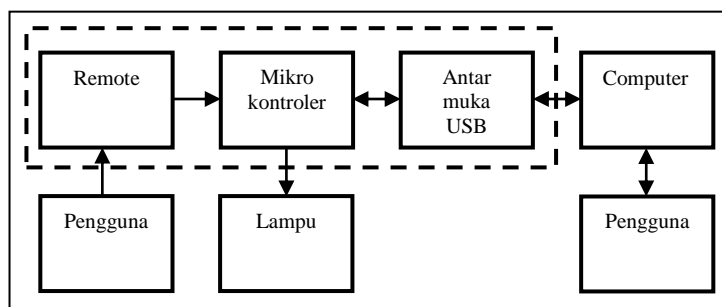 Remote
Mikro
kontroler
Antar
muka
USB
Computer
Pengguna
Lampu
Pengguna